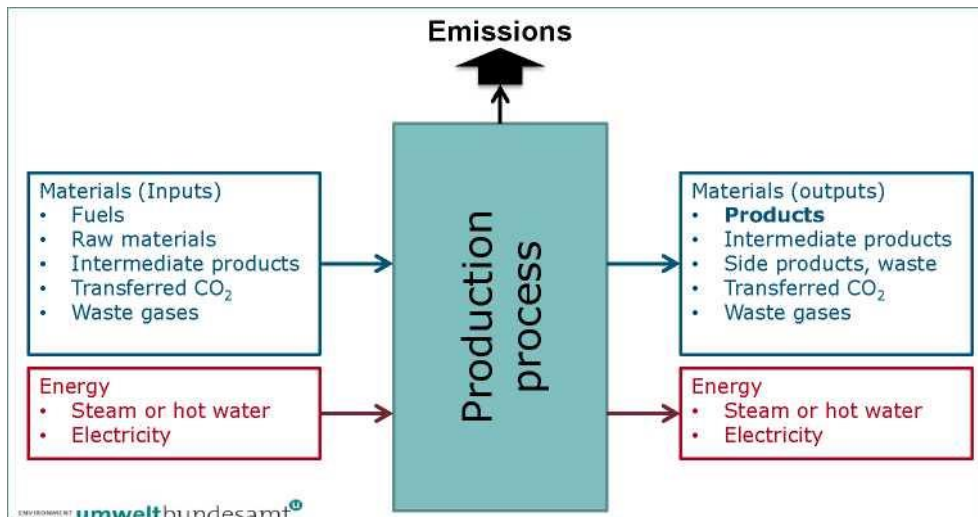 Emissions
Materials (Inputs)
• Fuels
• Raw materials
• Intermediate products
• Transferred CO₂
• Waste gases
Energy
• Steam or hot water
• Electricity
Production
process
Materials (outputs)
• Products
• Intermediate products
• Side products, waste
• Transferred CO₂
• Waste gases
Energy
• Steam or hot water
• Electricity
ENVIRONMENT umweltbundesamt u